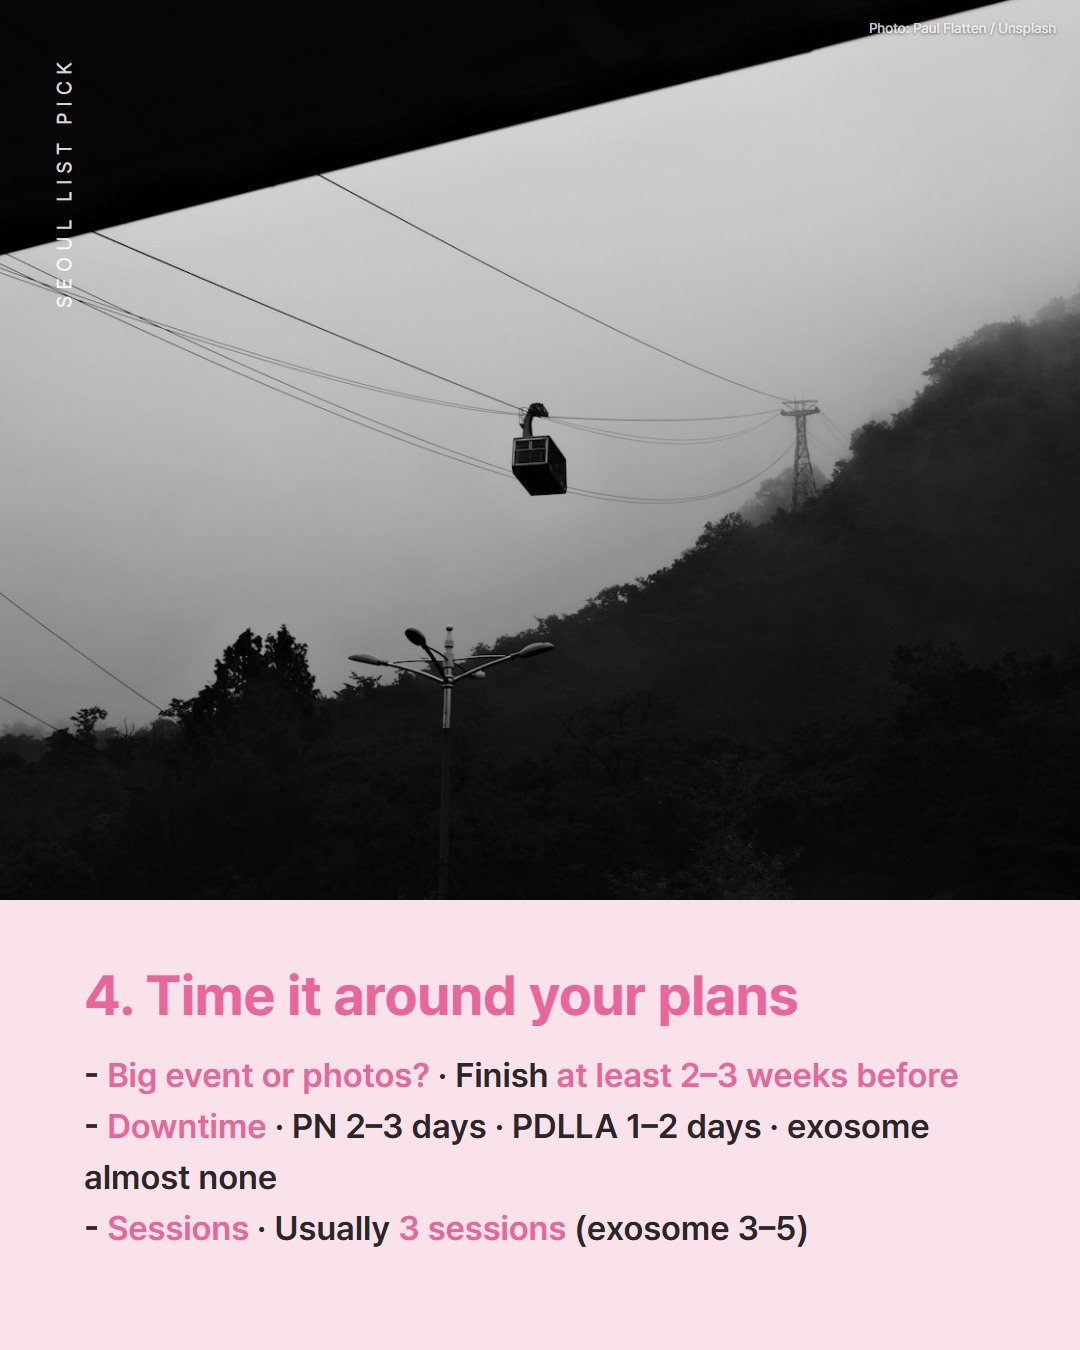 Photo: Paul Flatten / Unsplash
SEOUL LIST PICK
4. Time it around your plans
- Big event or photos? · Finish at least 2–3 weeks before
- Downtime · PN 2–3 days · PDLLA 1–2 days · exosome
almost none
- Sessions · Usually 3 sessions (exosome 3–5)